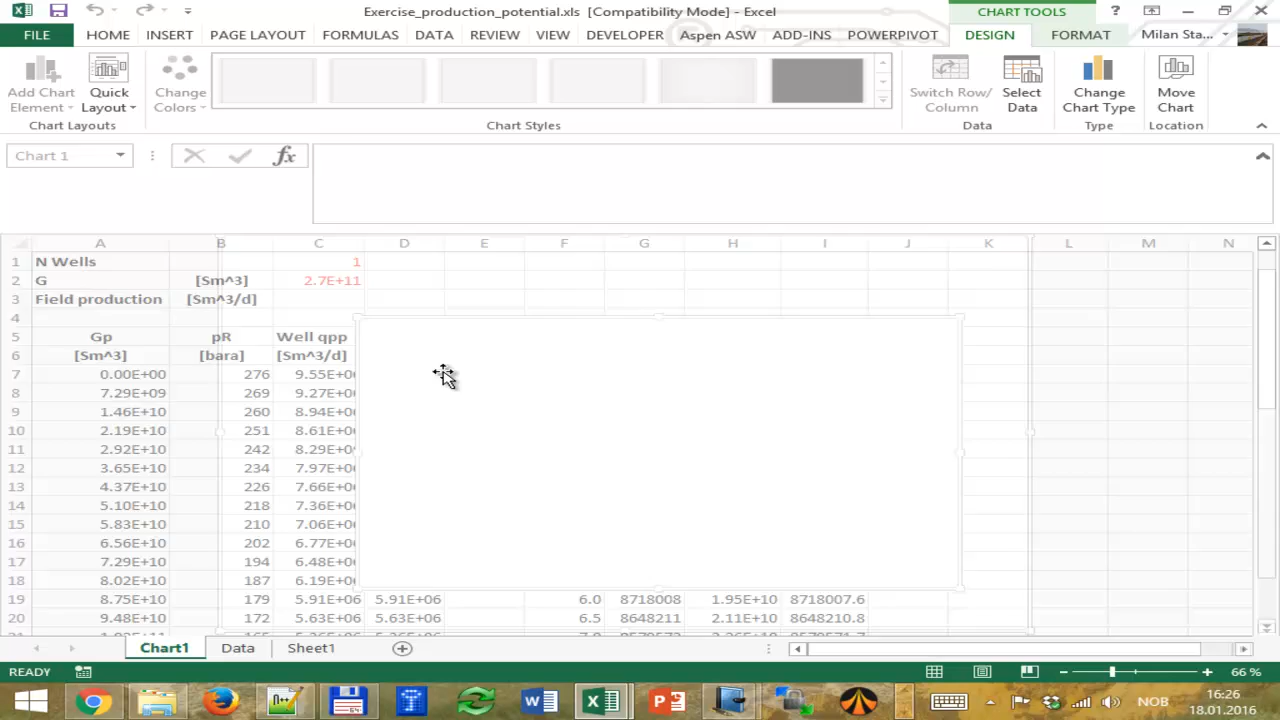 Exercise_production_potential.xls [Compatibility Mode] - Excel
CHART TOOLS
FILE HOME INSERT PAGE LAYOUT FORMULAS DATA REVIEW VIEW DEVELOPER Aspen ASW ADD-INS POWERPIVOT DESIGN FORMAT Milan Sta...
Add Chart Element
Quick Layout
Change Colors
Switch Row/ Column
Select Data
Change Chart Type
Move Chart
Chart Layouts Chart Styles Data Type Location
Chart 1 fx
A B C D E F G H I J K L M N
1 N Wells 1
2 G [Sm^3] 2.7E+11
3 Field production [Sm^3/d]
4
5 Gp pR Well qpp
6 [Sm^3] [bara] [Sm^3/d]
7 0.00E+00 276 9.55E+0
8 7.29E+09 269 9.27E+0
9 1.46E+10 260 8.94E+0
10 2.19E+10 251 8.61E+0
11 2.92E+10 242 8.29E+0
12 3.65E+10 234 7.97E+0
13 4.37E+10 226 7.66E+0
14 5.10E+10 218 7.36E+0
15 5.83E+10 210 7.06E+0
16 6.56E+10 202 6.77E+0
17 7.29E+10 194 6.48E+0
18 8.02E+10 187 6.19E+0
19 8.75E+10 179 5.91E+06 5.91E+06 6.0 8718008 1.95E+10 8718007.6
20 9.48E+10 172 5.63E+06 5.63E+06 6.5 8648211 2.11E+10 8648210.8
Chart1 Data Sheet1
READY 66 %
16:26
NOB
18.01.2016